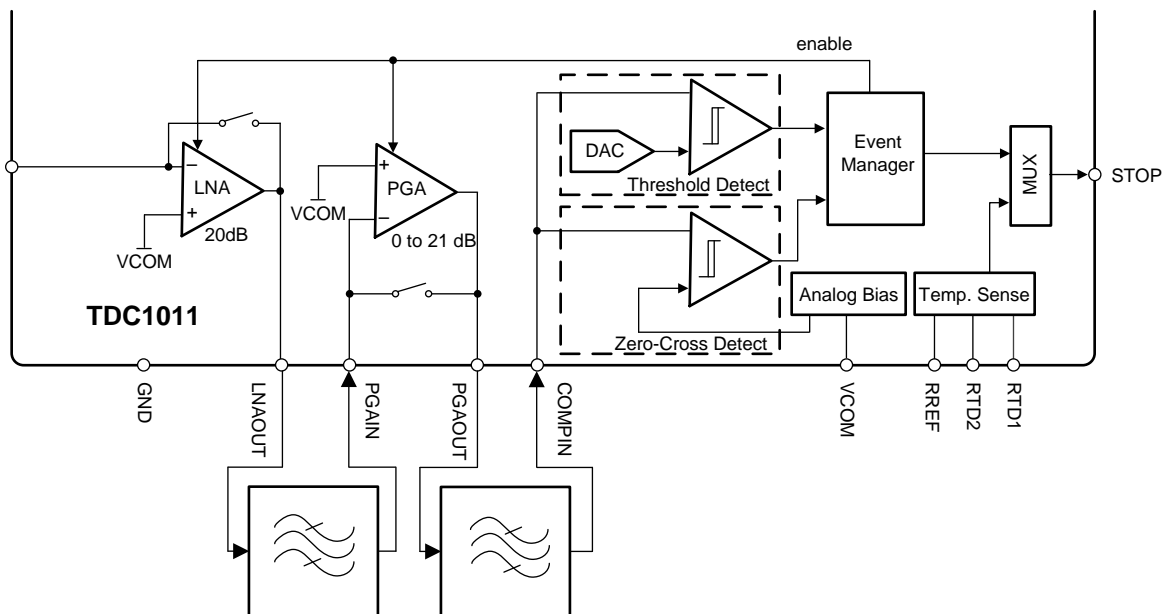 enable
DAC
Threshold Detect
Event
Manager
MUX
STOP
−
LNA
+
20dB
VCOM
+
PGA
−
VCOM
0 to 21 dB
Zero-Cross Detect
Analog Bias
Temp. Sense
TDC1011
GND
LNAOUT
PGAIN
PGAOUT
COMPIN
VCOM
RREF
RTD2
RTD1